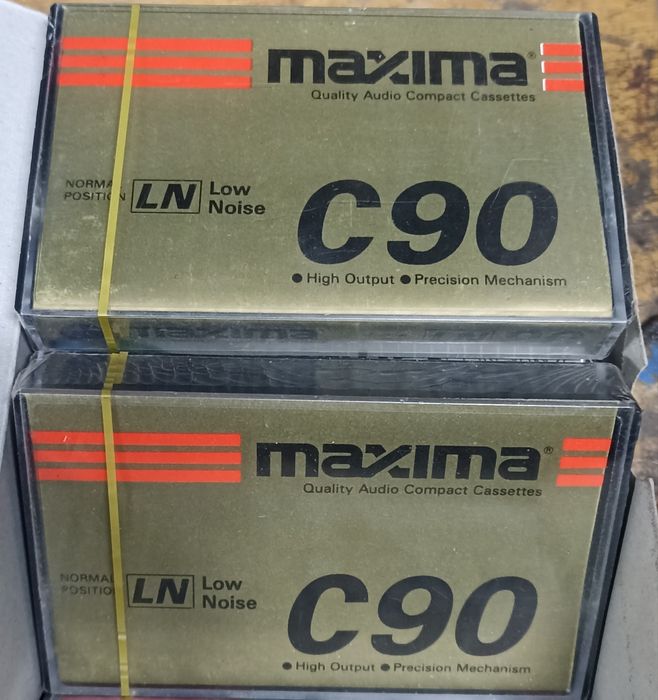 maxima®
Quality Audio Compact Cassettes
NORMAL
POSITION
LN Low
Noise
C90
● High Output ● Precision Mechanism
maxima
maxima®
Quality Audio Compact Cassettes
NORMAL
POSITION
LN Low
Noise
C90
● High Output ● Precision Mechanism